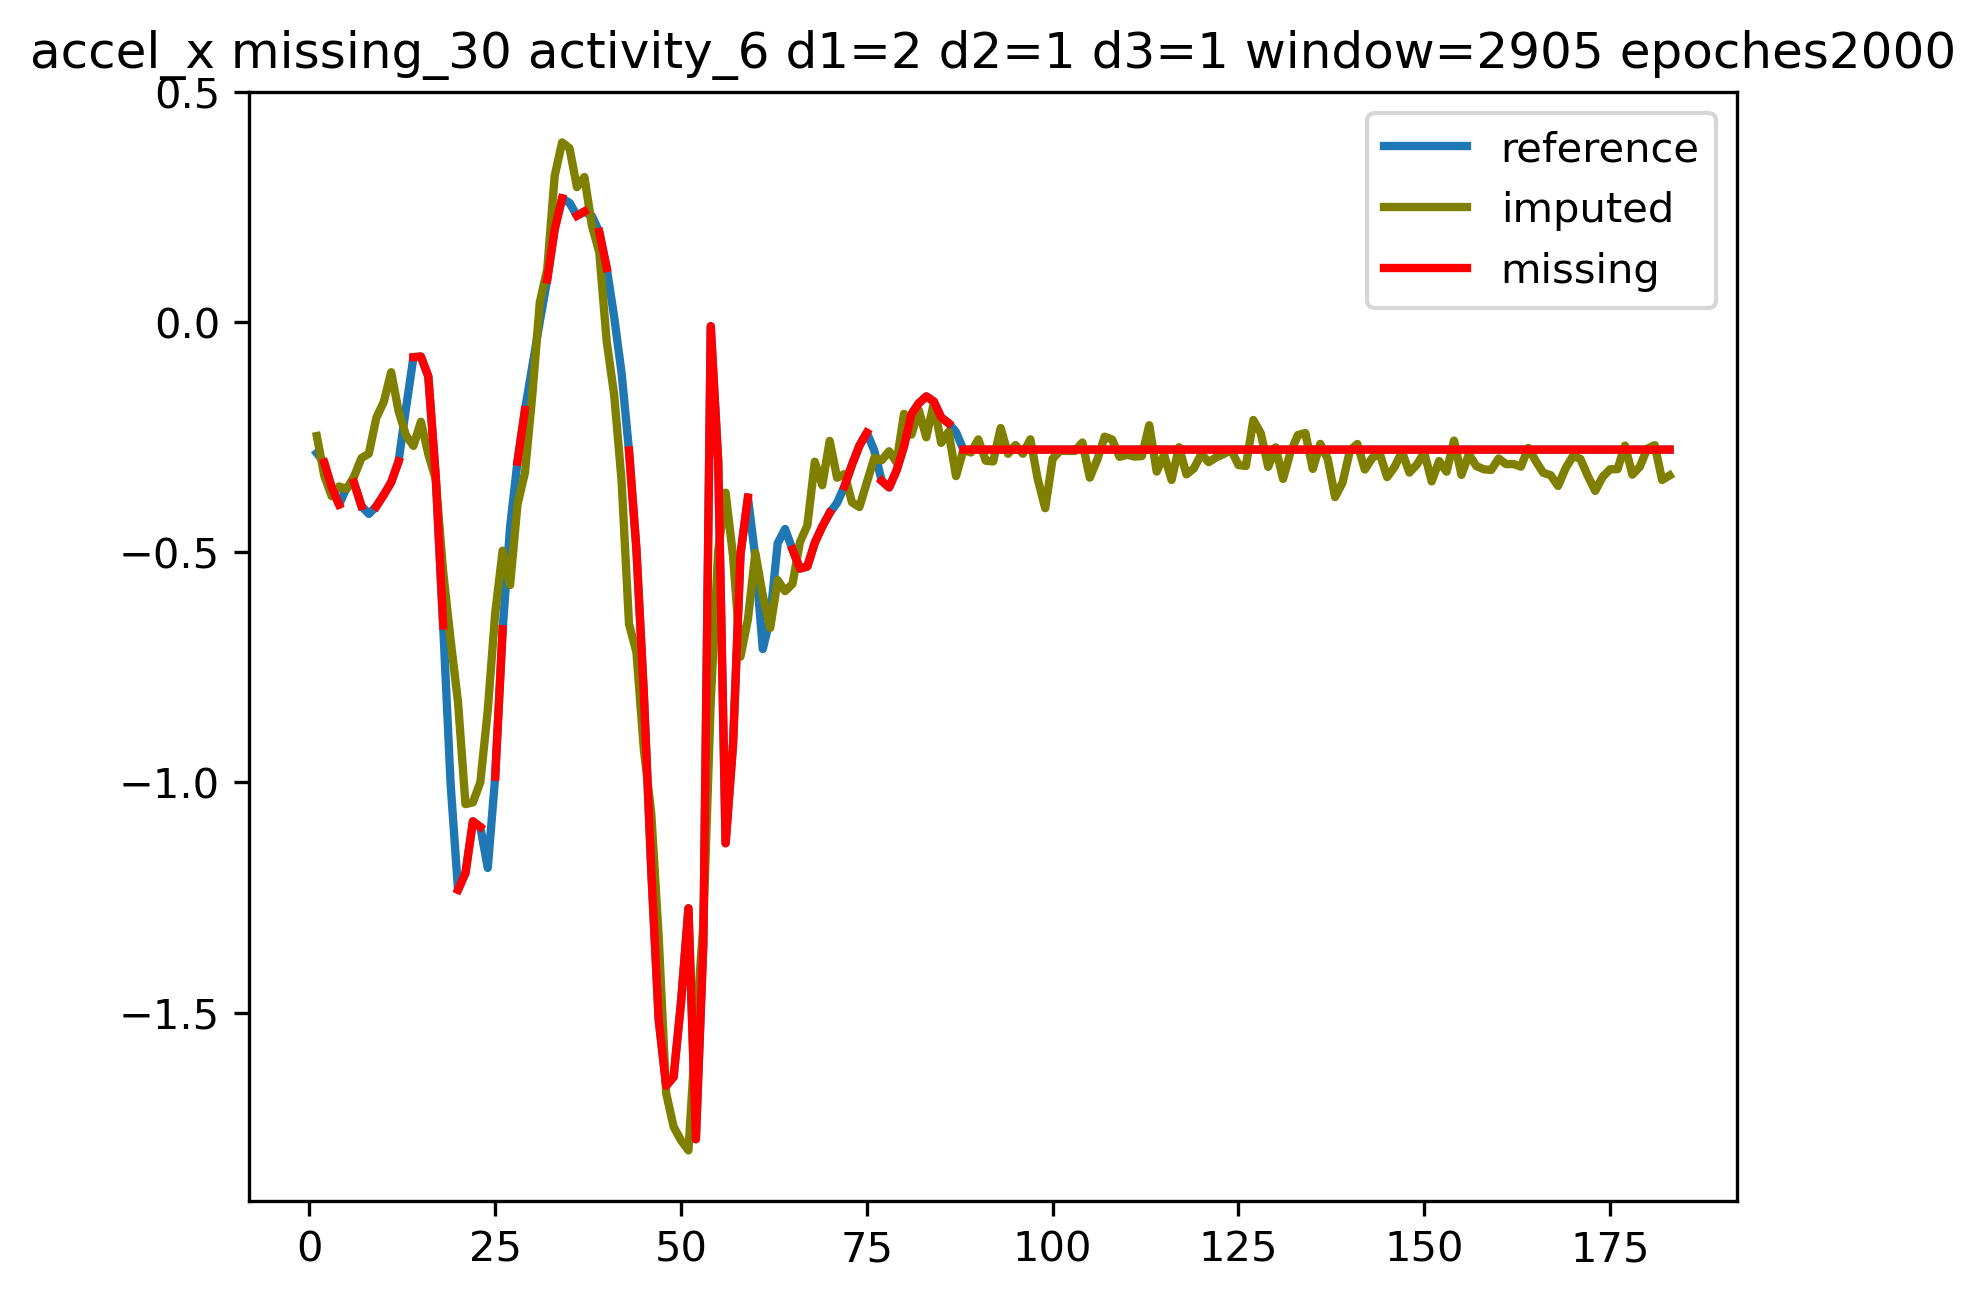 accel_x missing_30 activity_6 d1=2 d2=1 d3=1 window=2905 epoches2000
0.5
0.0
−0.5
−1.0
−1.5
reference
imputed
missing
0 25 50 75 100 125 150 175